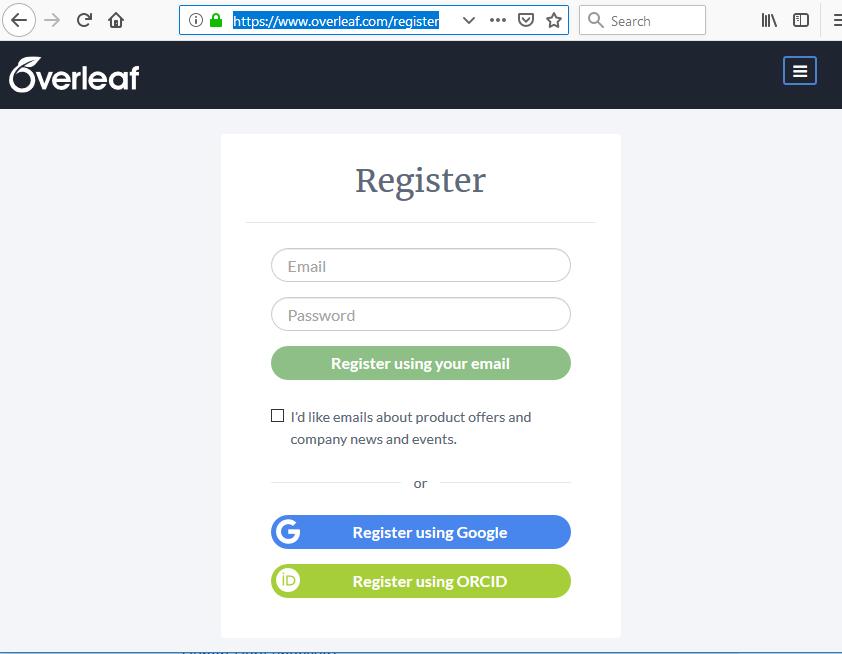 https://www.overleaf.com/register
Search
Overleaf
Register
Email
Password
Register using your email
I'd like emails about product offers and
company news and events.
or
G Register using Google
iD Register using ORCID